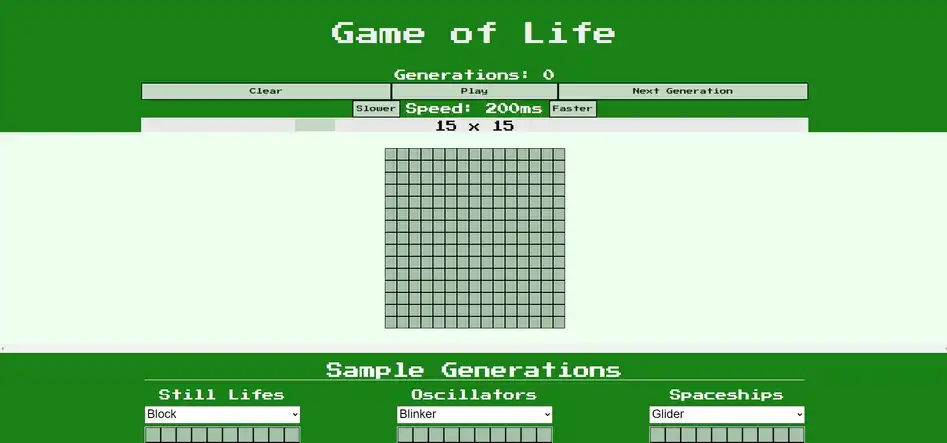 Game of Life
Generations: 0
Clear Play Next Generation
Slower Speed: 200ms Faster
15 x 15
Sample Generations
Still Lifes Oscillators Spaceships
Block Blinker Glider